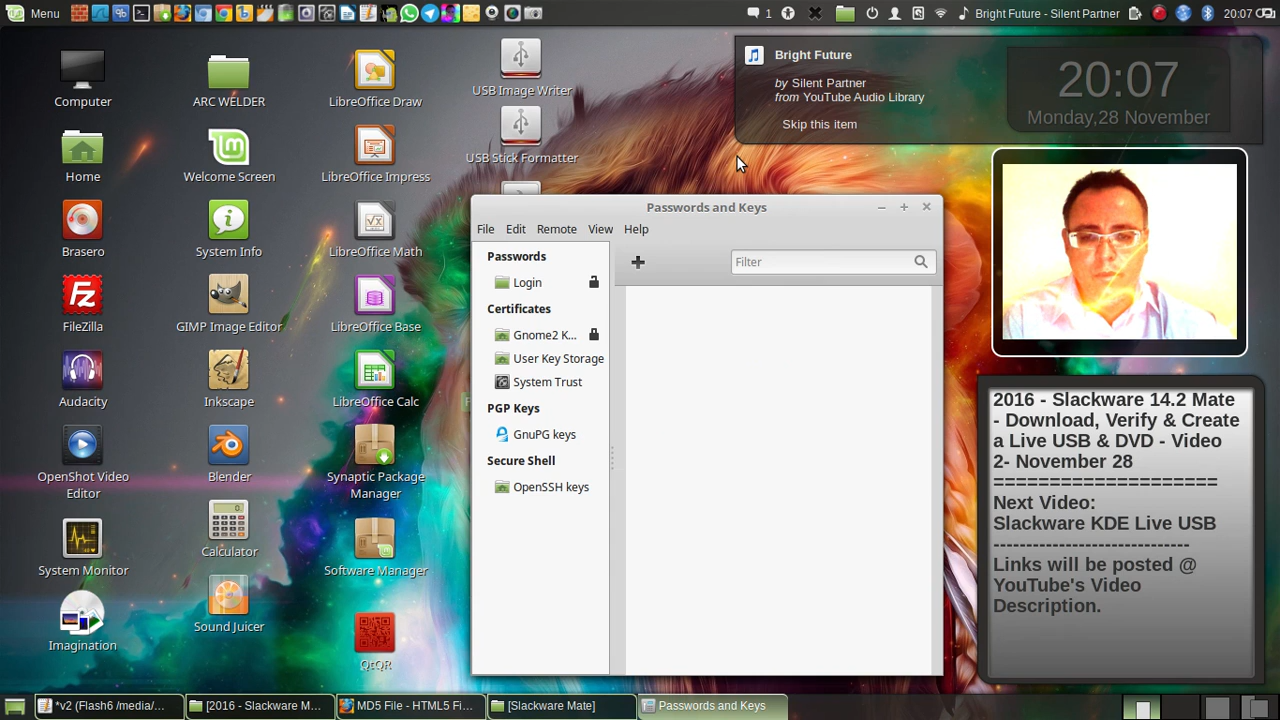 Menu
1
Bright Future - Silent Partner
20:07
Computer
Home
Brasero
FileZilla
Audacity
OpenShot Video
Editor
System Monitor
Imagination
ARC WELDER
Welcome Screen
System Info
GIMP Image Editor
Inkscape
Blender
Calculator
Sound Juicer
LibreOffice Draw
LibreOffice Impress
LibreOffice Math
LibreOffice Base
LibreOffice Calc
Synaptic Package
Manager
Software Manager
QtQR
USB Image Writer
USB Stick Formatter
Bright Future
by Silent Partner
from YouTube Audio Library
Skip this item
20:07
Monday,28 November
Passwords and Keys
File Edit Remote View Help
Passwords
Login
Certificates
Gnome2 K...
User Key Storage
System Trust
PGP Keys
GnuPG keys
Secure Shell
OpenSSH keys
Filter
2016 - Slackware 14.2 Mate
- Download, Verify & Create
a Live USB & DVD - Video
2- November 28
=====================
Next Video:
Slackware KDE Live USB
------------------------------
Links will be posted @
YouTube's Video
Description.
*v2 (Flash6 /media/...
[2016 - Slackware M...
MD5 File - HTML5 Fi...
[Slackware Mate]
Passwords and Keys